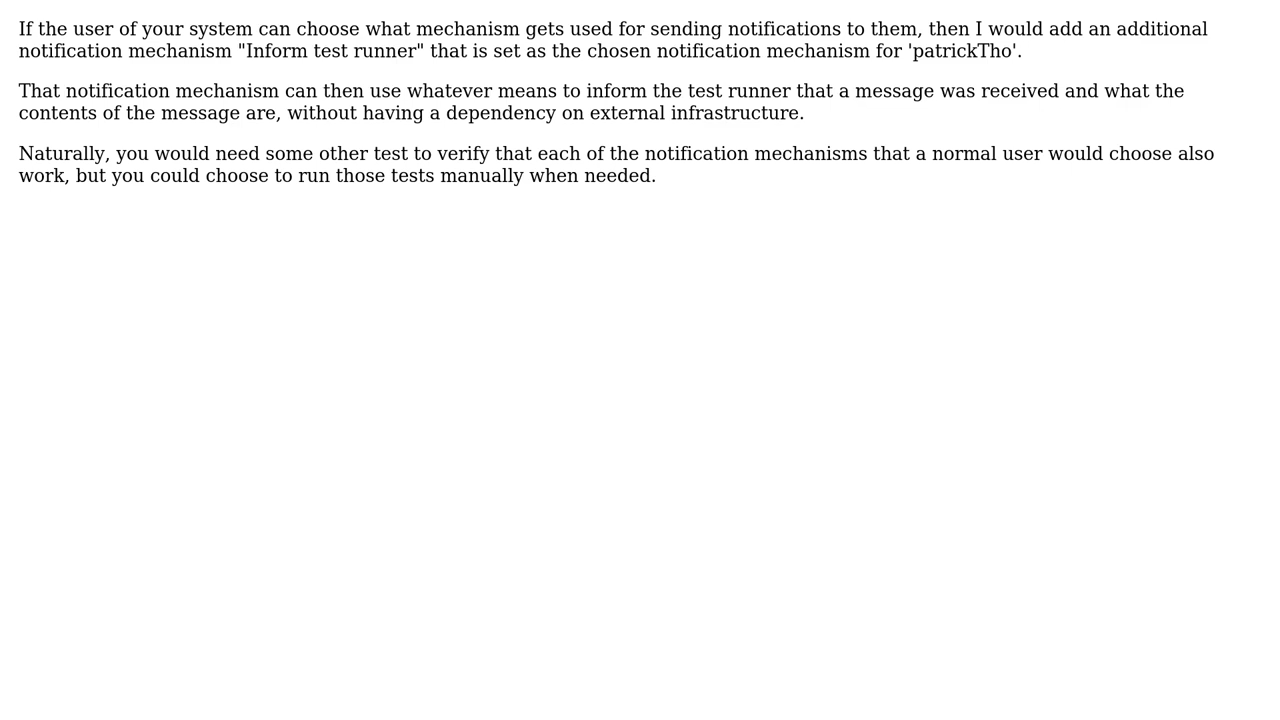 If the user of your system can choose what mechanism gets used for sending notifications to them, then I would add an additional
notification mechanism "Inform test runner" that is set as the chosen notification mechanism for 'patrickTho'.
That notification mechanism can then use whatever means to inform the test runner that a message was received and what the
contents of the message are, without having a dependency on external infrastructure.
Naturally, you would need some other test to verify that each of the notification mechanisms that a normal user would choose also
work, but you could choose to run those tests manually when needed.